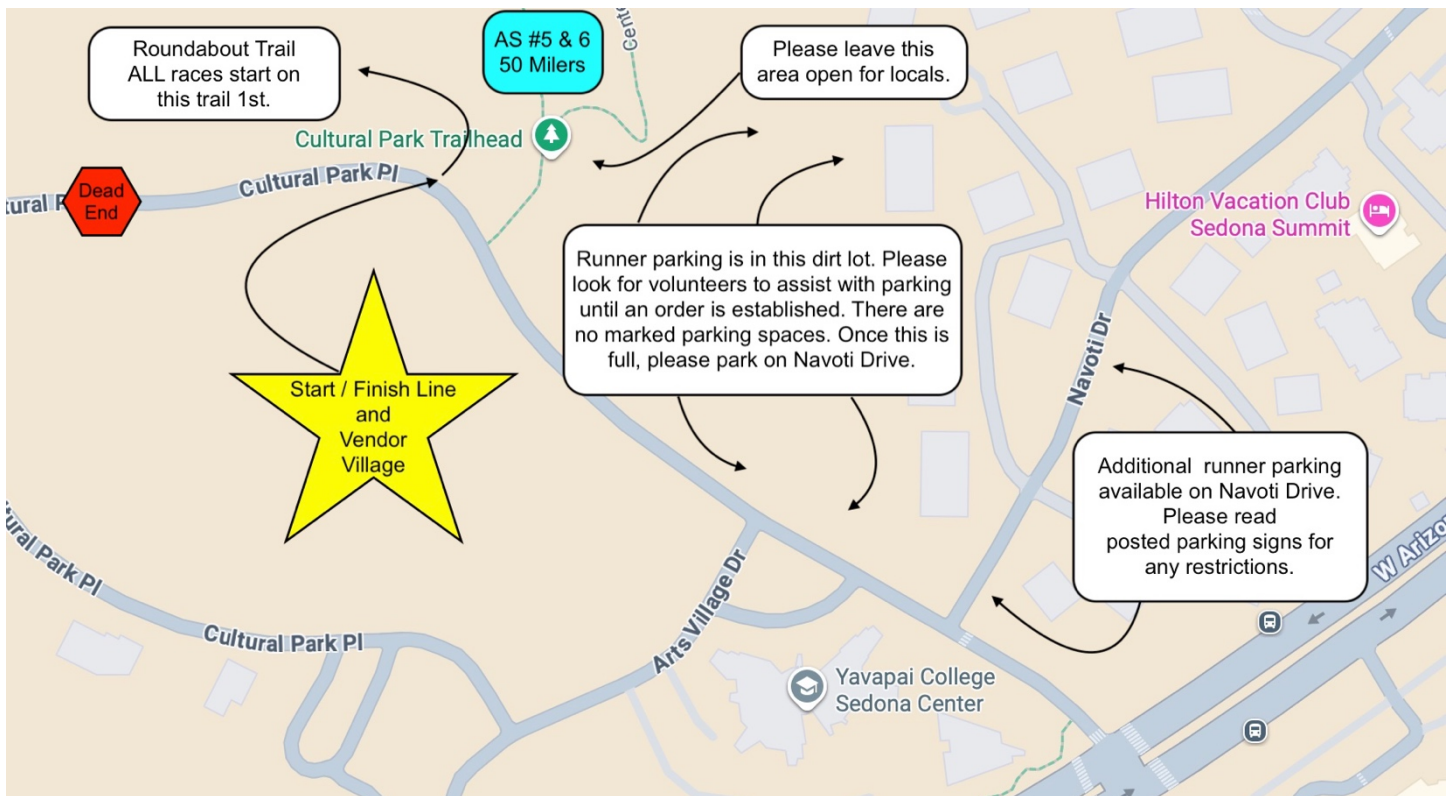 Roundabout Trail
ALL races start on
this trail 1st.
AS #5 & 6
50 Milers
Cente
Please leave this
area open for locals.
Cultural Park Trailhead
Cultural Park Pl
tural P
Dead
End
Hilton Vacation Club
Sedona Summit
Runner parking is in this dirt lot. Please
look for volunteers to assist with parking
until an order is established. There are
no marked parking spaces. Once this is
full, please park on Navoti Drive.
Navoti Dr
Start / Finish Line
and
Vendor
Village
Additional runner parking
available on Navoti Drive.
Please read
posted parking signs for
any restrictions.
W Arizo
tural Park Pl
Cultural Park Pl
Arts Village Dr
Yavapai College
Sedona Center